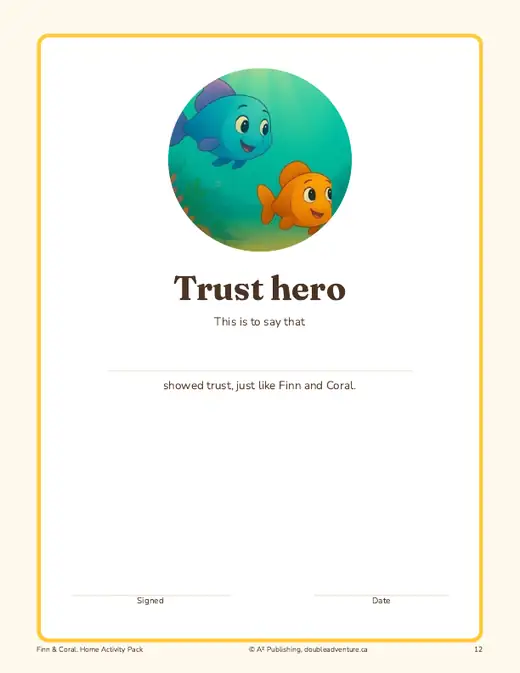 Trust hero
This is to say that
showed trust, just like Finn and Coral.
Signed
Date
Finn & Coral. Home Activity Pack
© A² Publishing, doubleadventure.ca
12